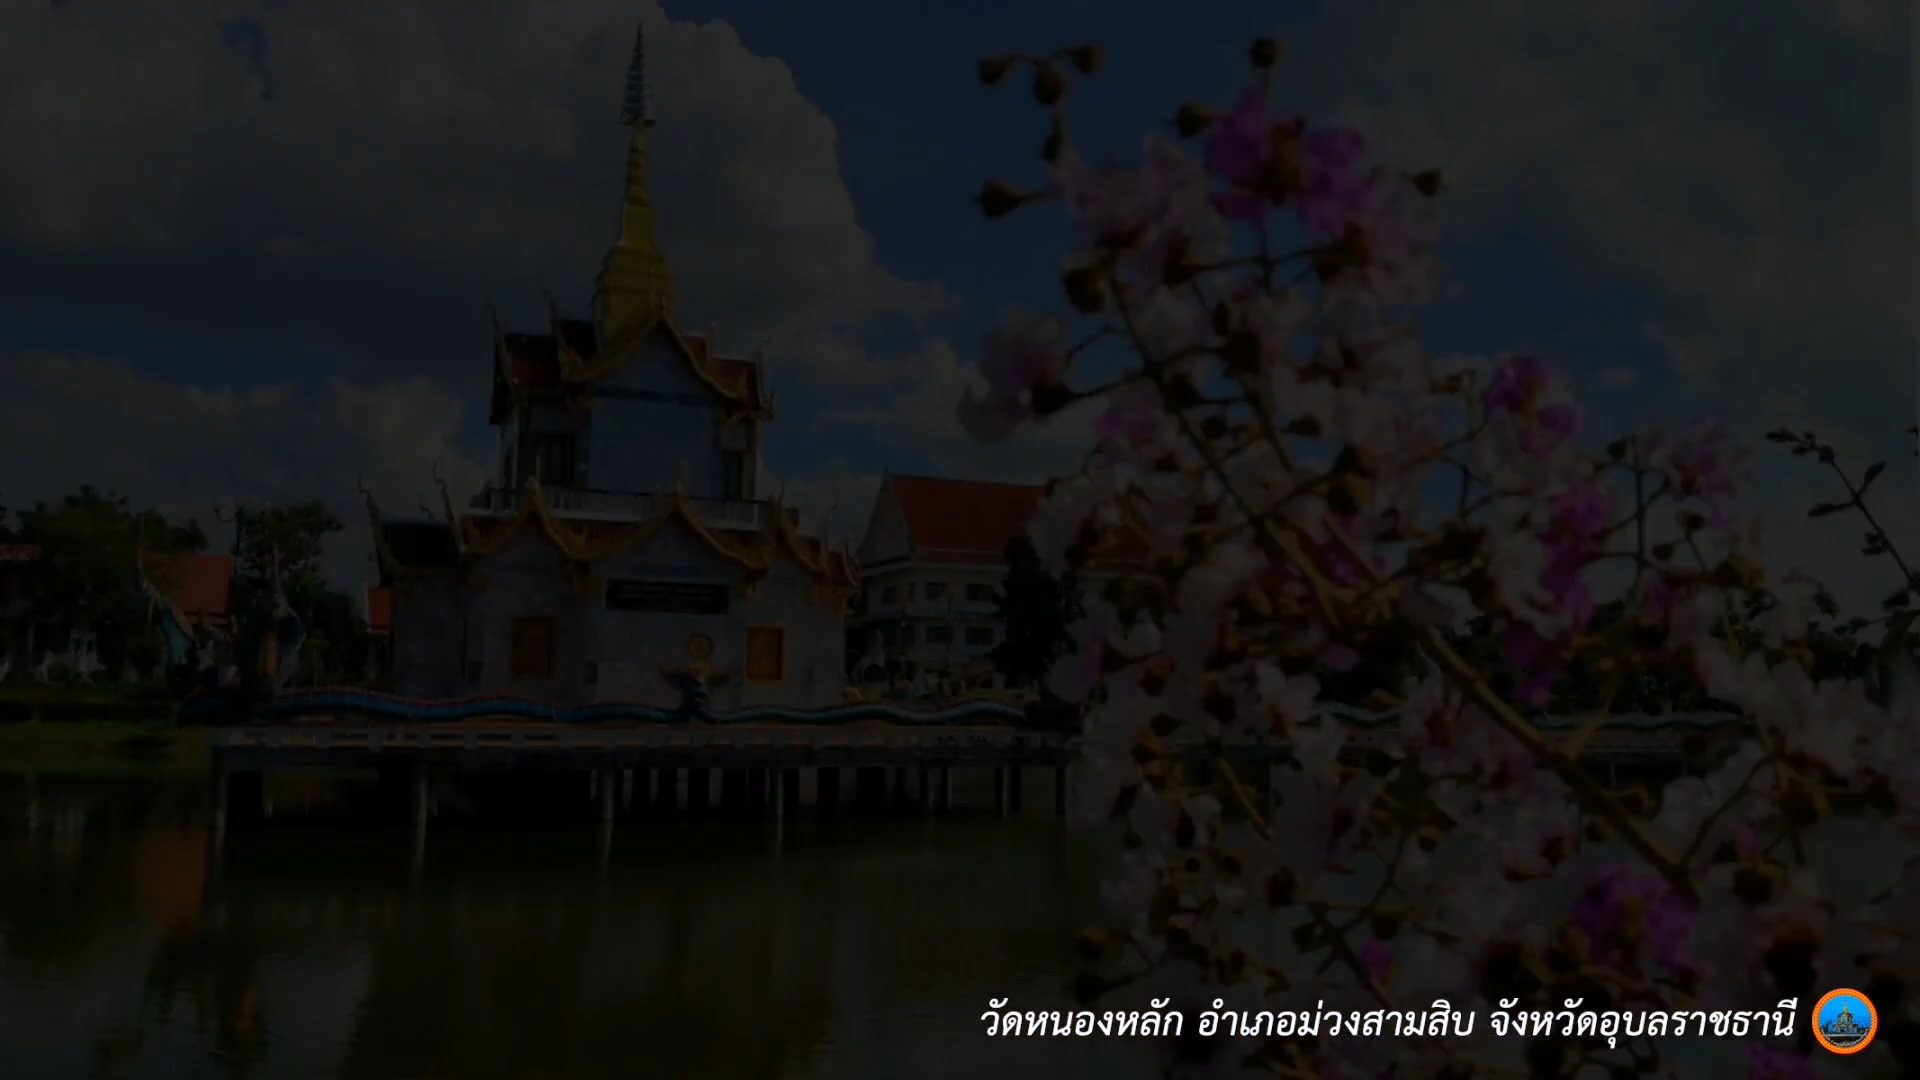 วัดหนองหลัก อำเภอม่วงสามสิบ จังหวัดอุบลราชธานี